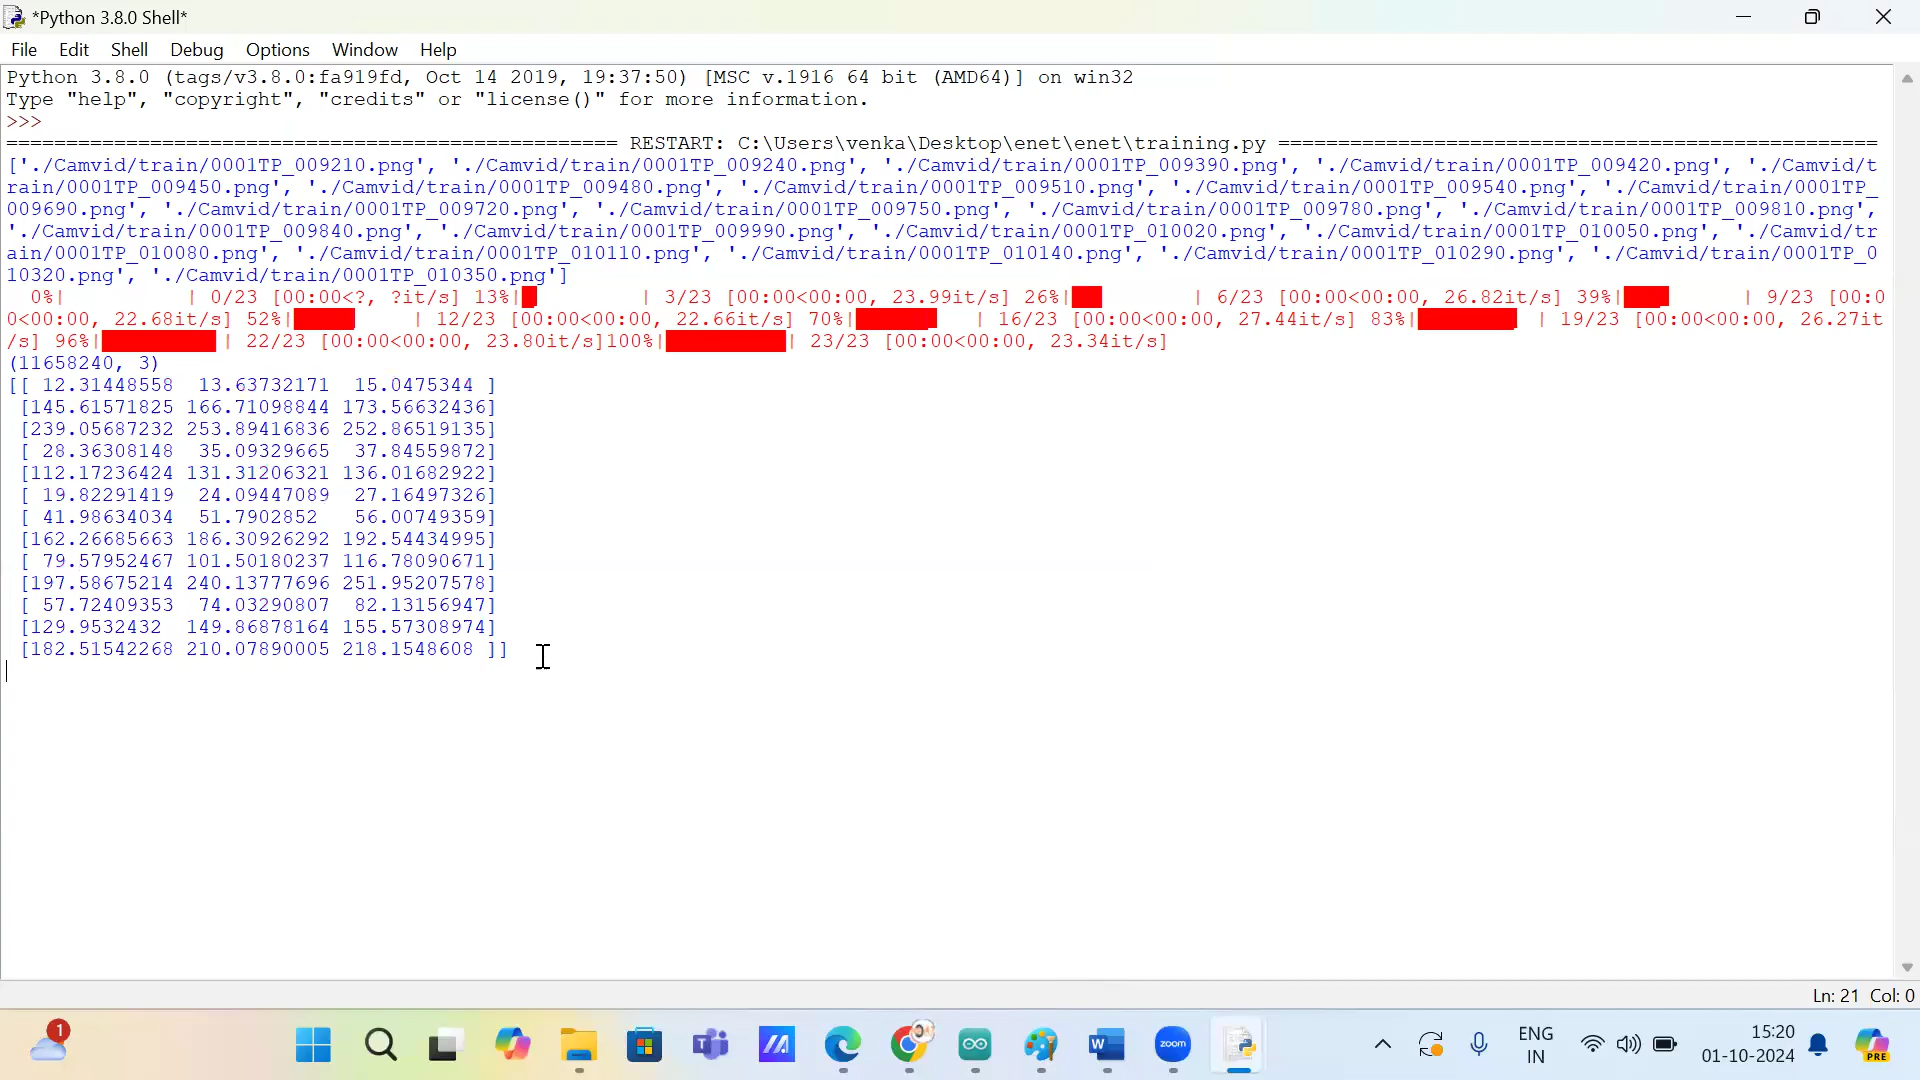 *Python 3.8.0 Shell*
File Edit Shell Debug Options Window Help
Python 3.8.0 (tags/v3.8.0:fa919fd, Oct 14 2019, 19:37:50) [MSC v.1916 64 bit (AMD64)] on win32
Type "help", "copyright", "credits" or "license()" for more information.
>>>
================================================== RESTART: C:\Users\venka\Desktop\enet\enet\training.py ==================================================
['./Camvid/train/0001TP_009210.png', './Camvid/train/0001TP_009240.png', './Camvid/train/0001TP_009390.png', './Camvid/train/0001TP_009420.png', './Camvid/t
rain/0001TP_009450.png', './Camvid/train/0001TP_009480.png', './Camvid/train/0001TP_009510.png', './Camvid/train/0001TP_009540.png', './Camvid/train/0001TP_
009690.png', './Camvid/train/0001TP_009720.png', './Camvid/train/0001TP_009750.png', './Camvid/train/0001TP_009780.png', './Camvid/train/0001TP_009810.png',
'./Camvid/train/0001TP_009840.png', './Camvid/train/0001TP_009990.png', './Camvid/train/0001TP_010020.png', './Camvid/train/0001TP_010050.png', './Camvid/tr
ain/0001TP_010080.png', './Camvid/train/0001TP_010110.png', './Camvid/train/0001TP_010140.png', './Camvid/train/0001TP_010290.png', './Camvid/train/0001TP_0
10320.png', './Camvid/train/0001TP_010350.png']
0%| | 0/23 [00:00<?, ?it/s] 13%| | 3/23 [00:00<00:00, 23.99it/s] 26%| | 6/23 [00:00<00:00, 26.82it/s] 39%| | 9/23 [00:0
0<00:00, 22.68it/s] 52%| | 12/23 [00:00<00:00, 22.66it/s] 70%| | 16/23 [00:00<00:00, 27.44it/s] 83%| | 19/23 [00:00<00:00, 26.27it
/s] 96%| | 22/23 [00:00<00:00, 23.80it/s]100%| | 23/23 [00:00<00:00, 23.34it/s]
(11658240, 3)
[[ 12.31448558 13.63732171 15.0475344 ]
[145.61571825 166.71098844 173.56632436]
[239.05687232 253.89416836 252.86519135]
[ 28.36308148 35.09329665 37.84559872]
[112.17236424 131.31206321 136.01682922]
[ 19.82291419 24.09447089 27.16497326]
[ 41.98634034 51.7902852 56.00749359]
[162.26685663 186.30926292 192.54434995]
[ 79.57952467 101.50180237 116.78090671]
[197.58675214 240.13777696 251.95207578]
[ 57.72409353 74.03290807 82.13156947]
[129.9532432 149.86878164 155.57308974]
[182.51542268 210.07890005 218.1548608 ]]
Ln: 21 Col: 0
1
zoom
ENG
IN
15:20
01-10-2024
PRE